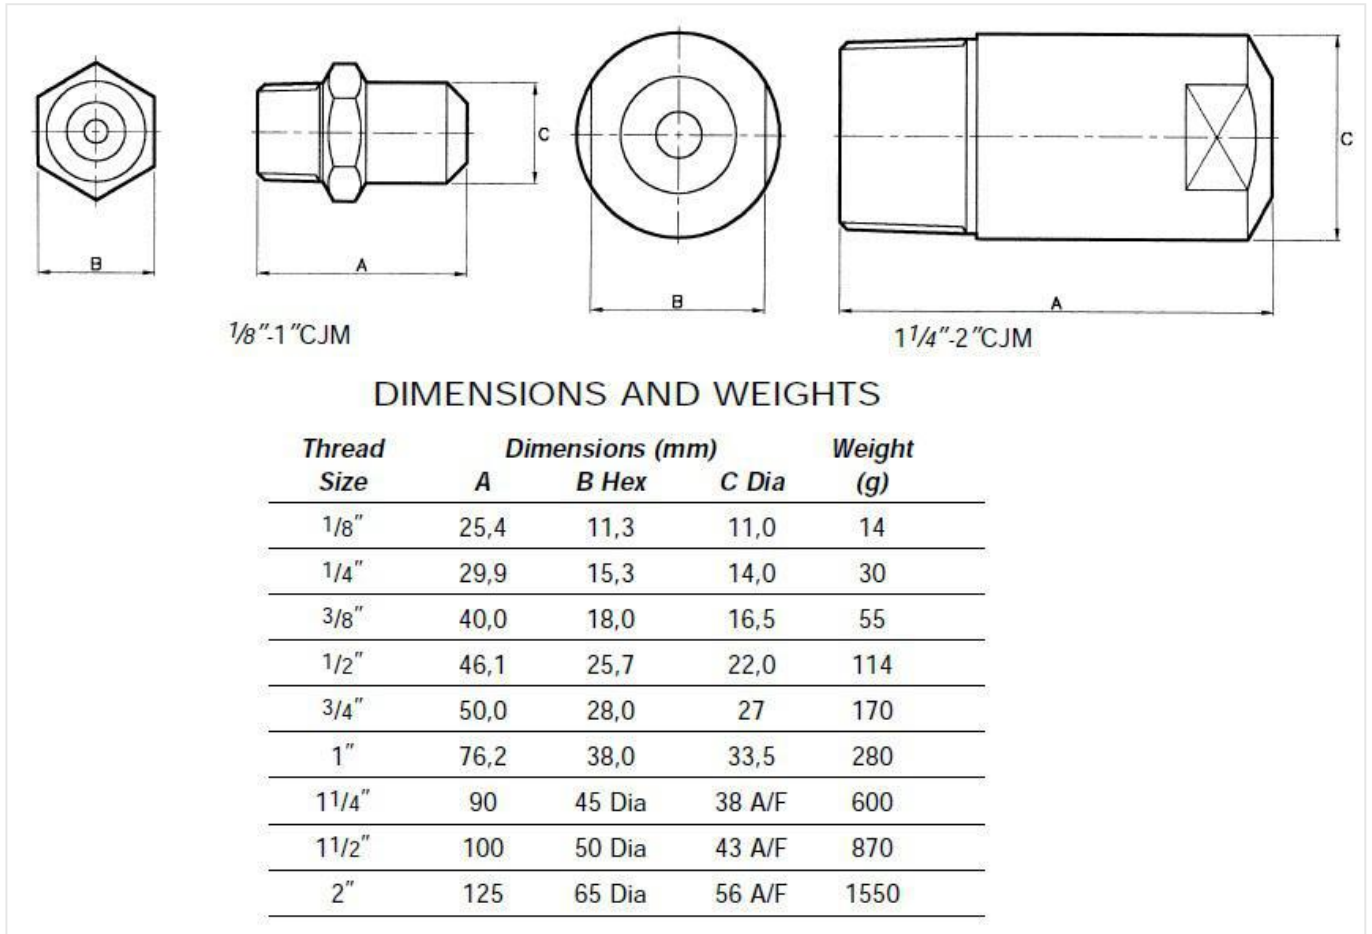 C
C
B
A
B
A
1/8"-1"CJM
1 1/4"-2"CJM
DIMENSIONS AND WEIGHTS
Thread Dimensions (mm) Weight
Size A B Hex C Dia (g)
1/8" 25,4 11,3 11,0 14
1/4" 29,9 15,3 14,0 30
3/8" 40,0 18,0 16,5 55
1/2" 46,1 25,7 22,0 114
3/4" 50,0 28,0 27 170
1" 76,2 38,0 33,5 280
11/4" 90 45 Dia 38 A/F 600
11/2" 100 50 Dia 43 A/F 870
2" 125 65 Dia 56 A/F 1550